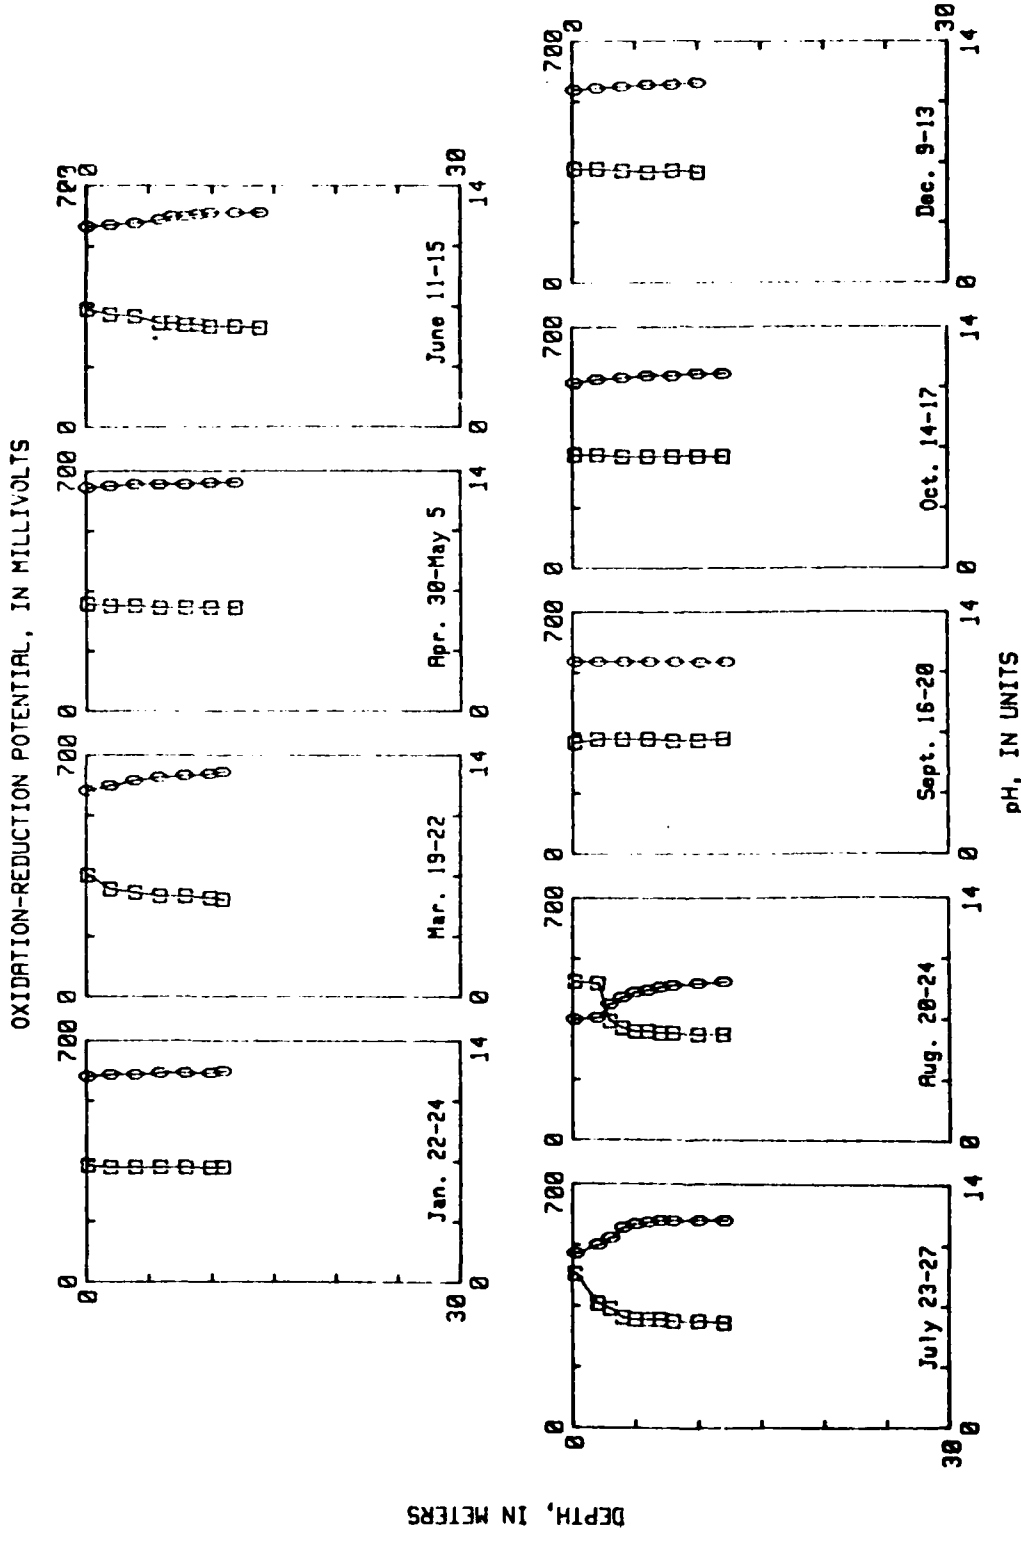 OXIDATION-REDUCTION POTENTIAL, IN MILLIVOLTS
0 700 0 700 0 700 0 700
0 0
Jan. 22-24 Mar. 19-22 Apr. 30-May 5 June 11-15
30 30
0 14 0 14 0 14 0 14
DEPTH, IN METERS
0 700 0 700 0 700 0 700 0 700
0 0
July 23-27 Aug. 20-24 Sept. 16-20 Oct. 14-17 Dec. 9-13
30 30
0 14 0 14 0 14 0 14 0 14
pH, IN UNITS